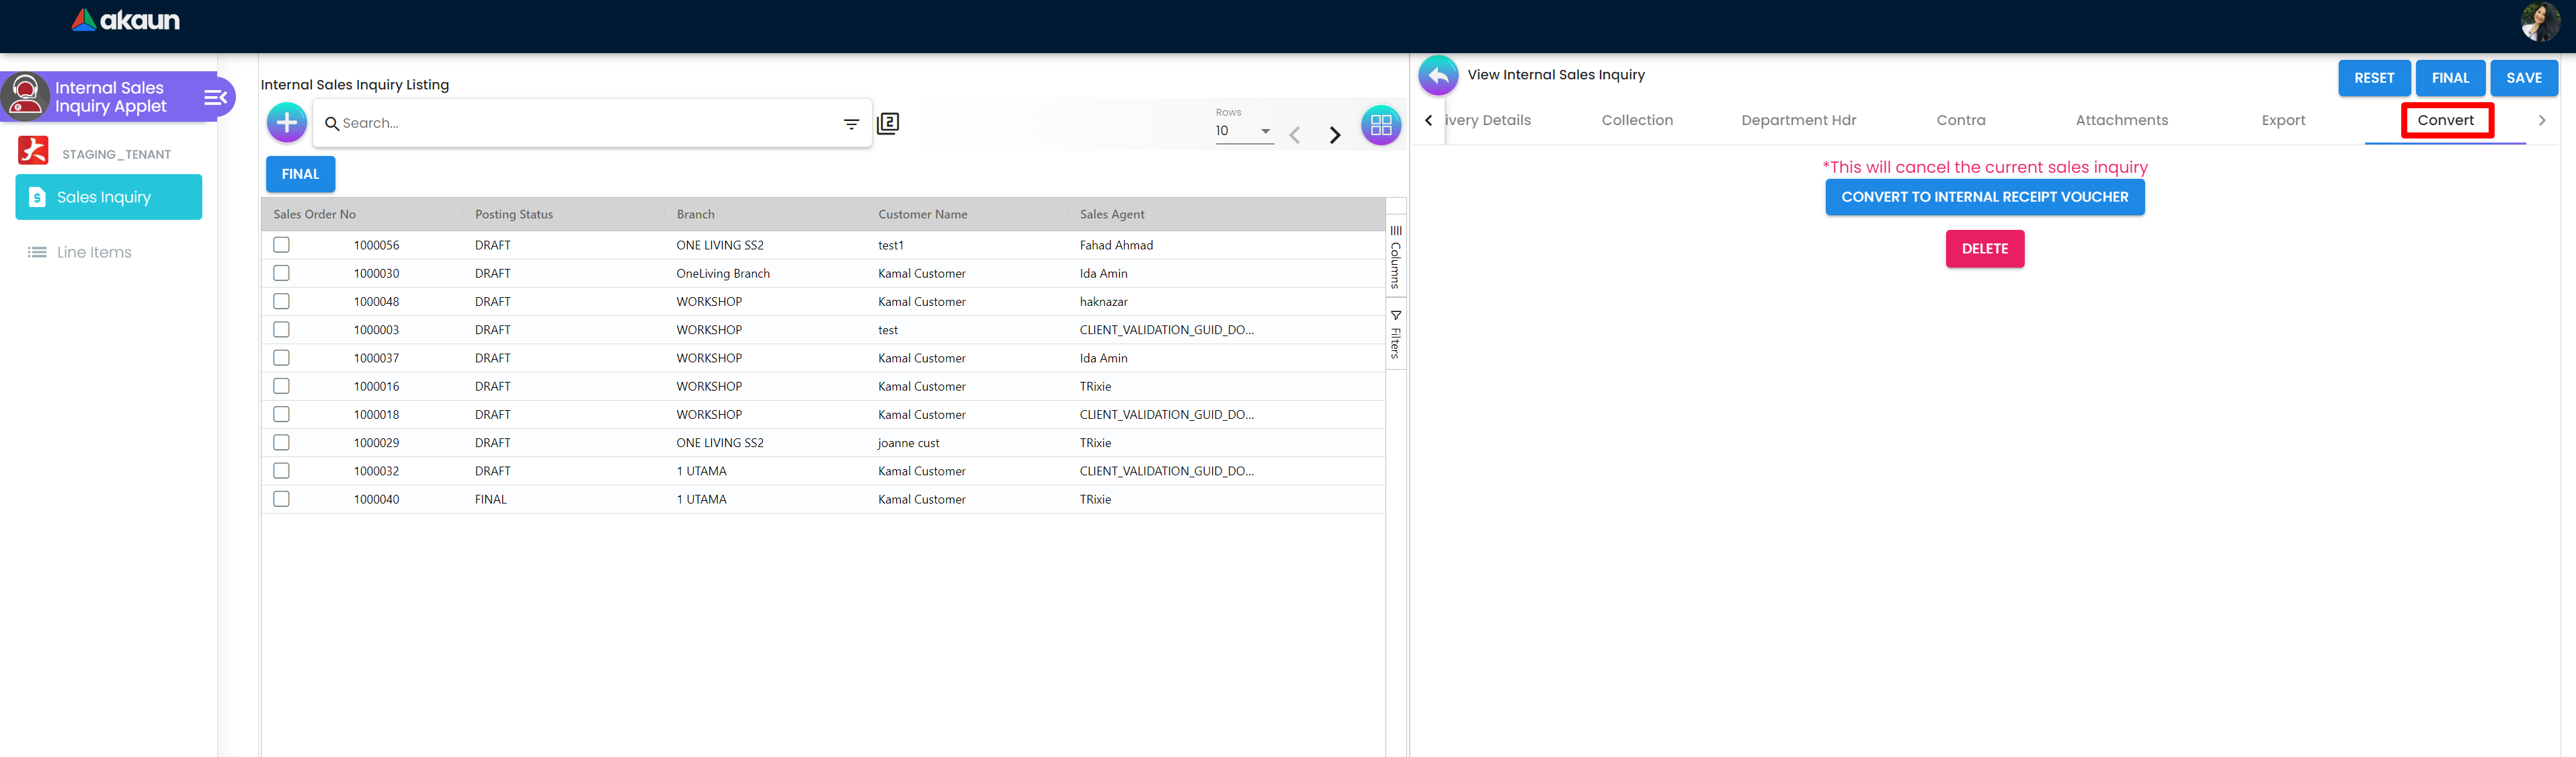 akaun
Internal Sales
Inquiry Applet
STAGING_TENANT
Sales Inquiry
Line Items
Internal Sales Inquiry Listing
Search...
2
Rows
10
FINAL
Sales Order No Posting Status Branch Customer Name Sales Agent
1000056 DRAFT ONE LIVING SS2 test1 Fahad Ahmad
1000030 DRAFT OneLiving Branch Kamal Customer Ida Amin
1000048 DRAFT WORKSHOP Kamal Customer haknazar
1000003 DRAFT WORKSHOP test CLIENT_VALIDATION_GUID_DO...
1000037 DRAFT WORKSHOP Kamal Customer Ida Amin
1000016 DRAFT WORKSHOP Kamal Customer TRixie
1000018 DRAFT WORKSHOP Kamal Customer CLIENT_VALIDATION_GUID_DO...
1000029 DRAFT ONE LIVING SS2 joanne cust TRixie
1000032 DRAFT 1 UTAMA Kamal Customer CLIENT_VALIDATION_GUID_DO...
1000040 FINAL 1 UTAMA Kamal Customer TRixie
Columns
Filters
View Internal Sales Inquiry
RESET FINAL SAVE
ivery Details Collection Department Hdr Contra Attachments Export Convert
*This will cancel the current sales inquiry
CONVERT TO INTERNAL RECEIPT VOUCHER
DELETE